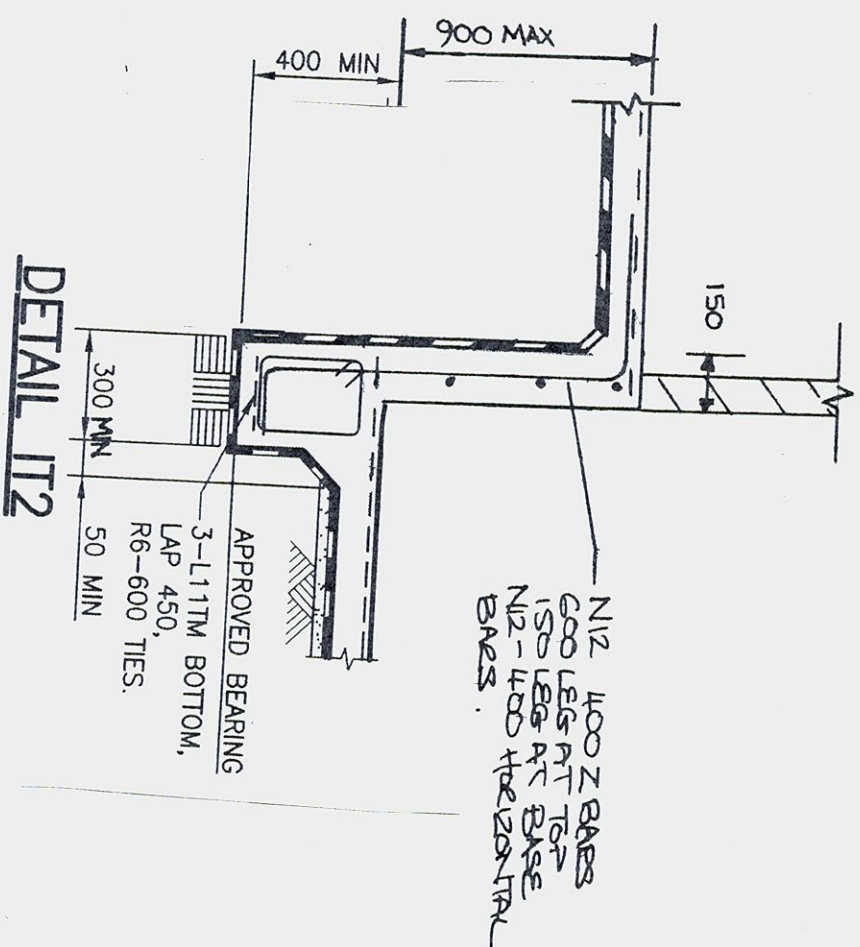 900 MAX
400 MIN
150
N12 400 Z BARS
600 LEG AT TOP
150 LEG AT BASE
N12-400 HORIZONTAL
BARS.
APPROVED BEARING
3-L11TM BOTTOM,
LAP 450,
R6-600 TIES.
300 MIN
50 MIN
DETAIL IT2